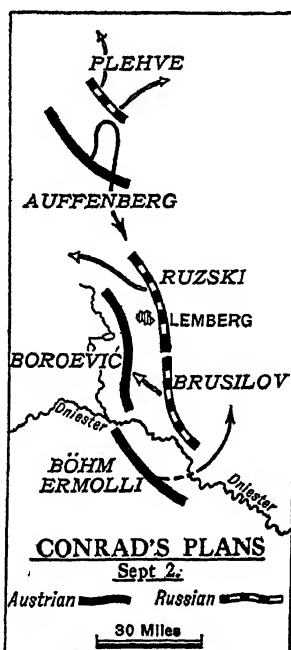 PLEHVE
AUFFENBERG
RUZSKI
LEMBERG
BOROEVIĆ
BRUSILOV
Dniester
BÖHM
ERMOLLI
Dniester
CONRAD'S PLANS
Sept 2.
Austrian Russian
30 Miles